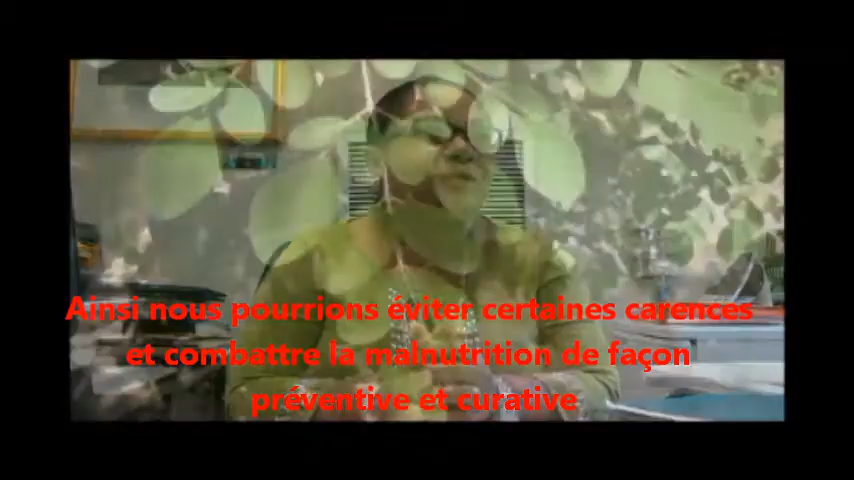 Ainsi nous pourrions éviter certaines carences
et combattre la malnutrition de façon
préventive et curative